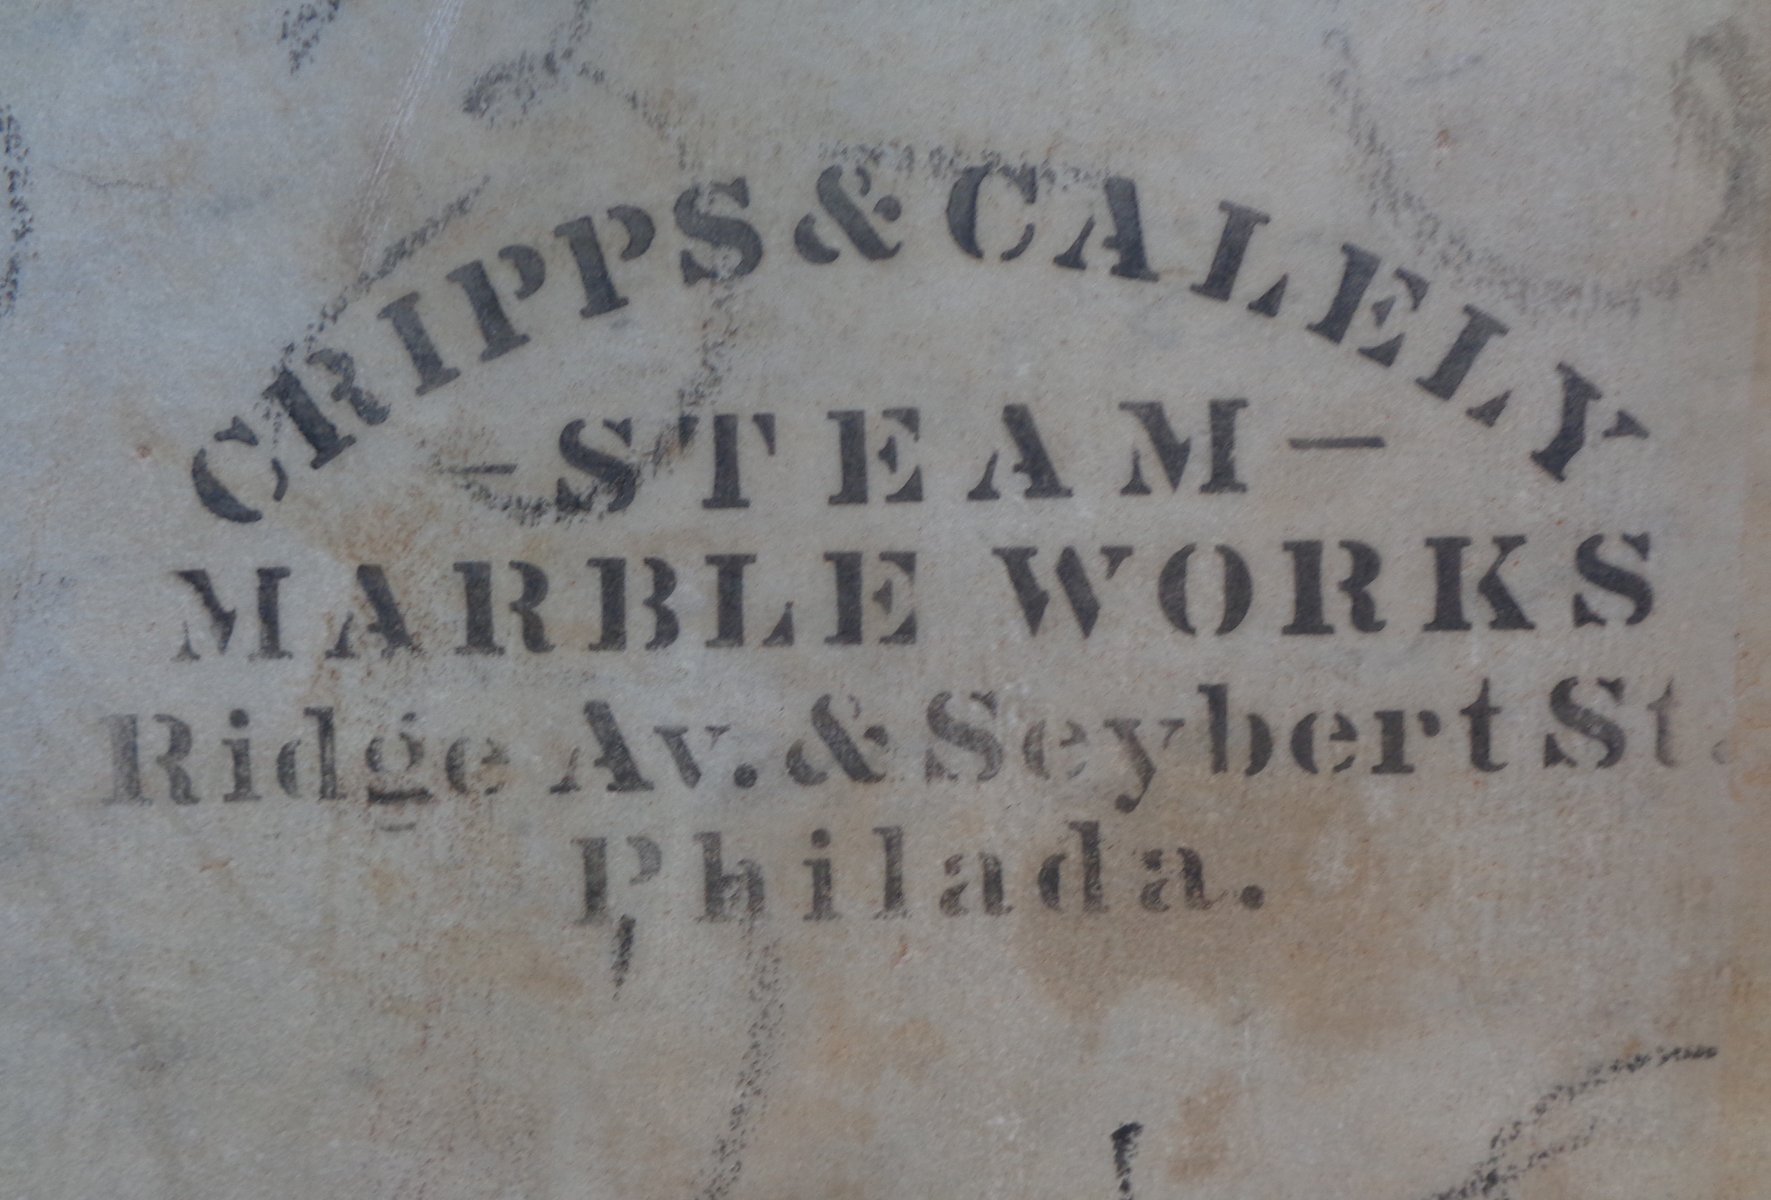 CRIPPS & CALELY
– STEAM –
MARBLE WORKS
Ridge Av. & Seybert St.
Philada.